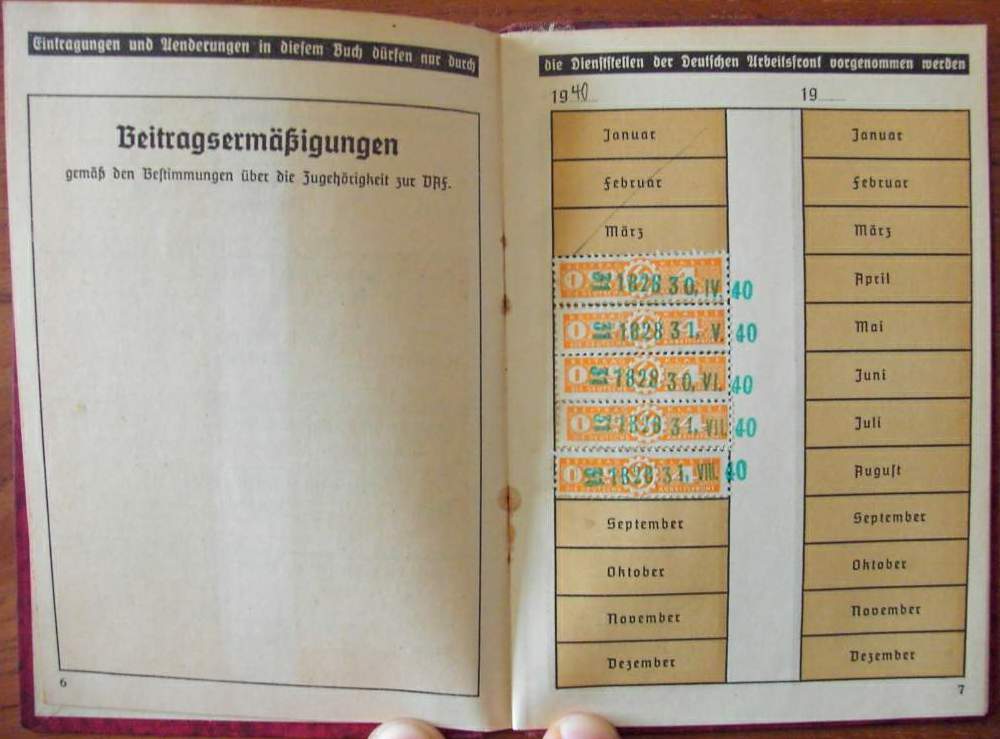 Eintragungen und Aenderungen in diesem Buch dürfen nur durch
Beitragsermäßigungen
gemäß den Bestimmungen über die Zugehörigkeit zur DAF.
6
die Dienststellen der Deutschen Arbeitsfront vorgenommen werden
1940 19
Januar Januar
Februar Februar
März März
1828 30. IV. 40 April
1828 31. V. 40 Mai
1828 30. VI. 40 Juni
1828 31. VII. 40 Juli
1828 31. VIII. 40 August
September September
Oktober Oktober
November November
Dezember Dezember
7